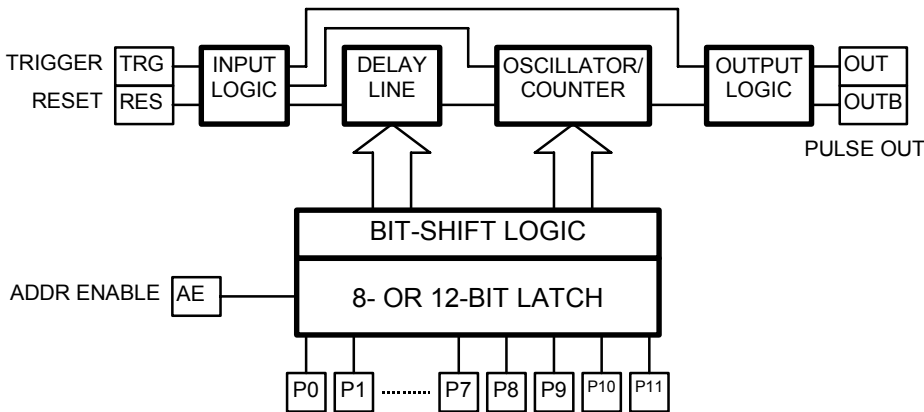 TRIGGER TRG INPUT LOGIC DELAY LINE OSCILLATOR/ COUNTER OUTPUT LOGIC OUT
RESET RES OUTB
PULSE OUT
BIT-SHIFT LOGIC
ADDR ENABLE AE 8- OR 12-BIT LATCH
P0 P1 ........ P7 P8 P9 P10 P11